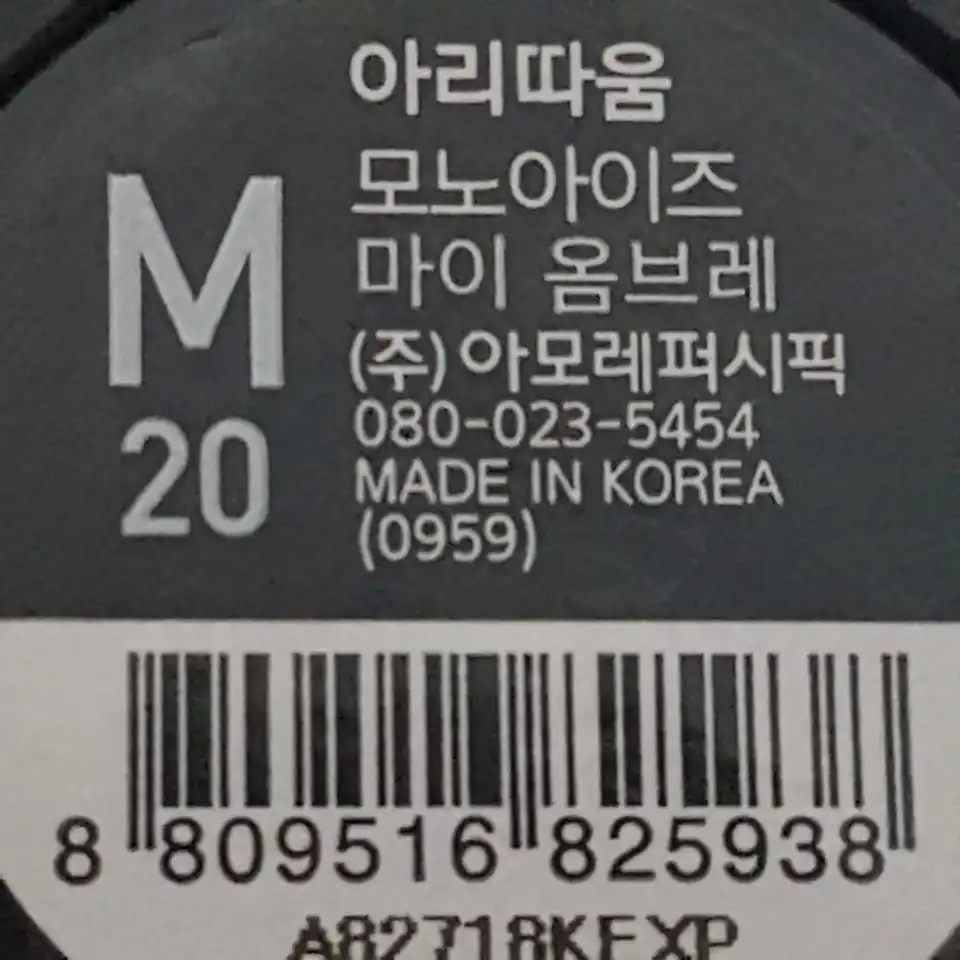 아리따움
M
20
모노아이즈
마이 옴브레
(주)아모레퍼시픽
080-023-5454
MADE IN KOREA
(0959)
8 809516 825938